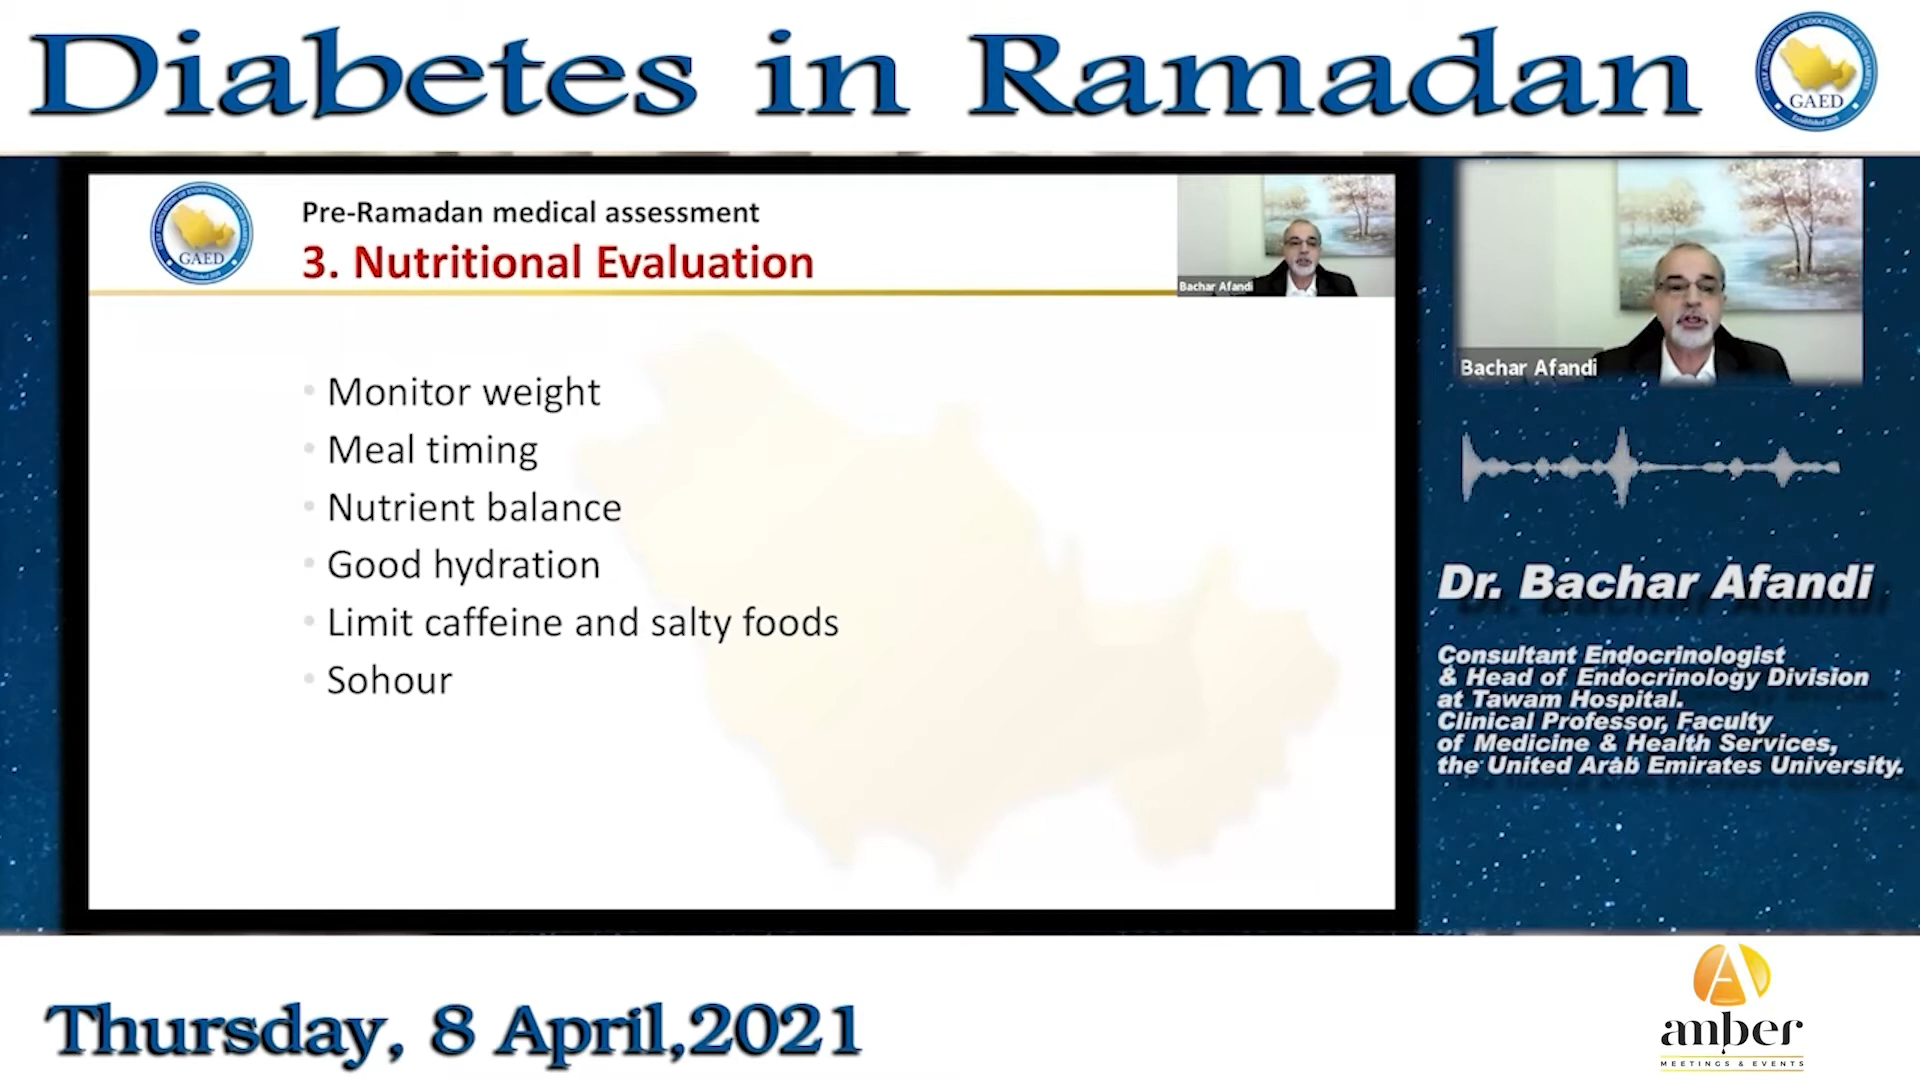 Diabetes in Ramadan
GAED
Pre-Ramadan medical assessment
3. Nutritional Evaluation
GAED
Bachar Afandi
Bachar Afandi
• Monitor weight
• Meal timing
• Nutrient balance
• Good hydration
• Limit caffeine and salty foods
• Sohour
Dr. Bachar Afandi
Consultant Endocrinologist
& Head of Endocrinology Division
at Tawam Hospital.
Clinical Professor, Faculty
of Medicine & Health Services,
the United Arab Emirates University.
Thursday, 8 April,2021
amber
MEETINGS & EVENTS